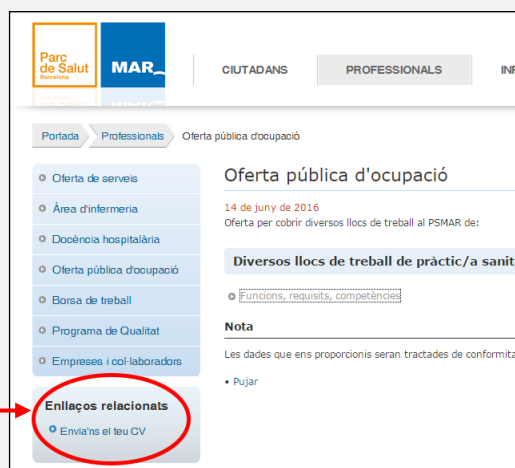 Parc
de Salut
Barcelona
MAR
CIUTADANS
PROFESSIONALS
Portada
Professionals
Oferta pública d'ocupació
Oferta de serveis
Àrea d'infermeria
Docència hospitalària
Oferta pública d'ocupació
Borsa de treball
Programa de Qualitat
Empreses i col·laboradors
Enllaços relacionats
Envia'ns el teu CV
Oferta pública d'ocupació
14 de juny de 2016
Oferta per cobrir diversos llocs de treball al PSMAR de:
Diversos llocs de treball de pràctic/a sanit
Funcions, requisits, competències
Nota
Les dades que ens proporcionis seran tractades de conformita
• Pujar